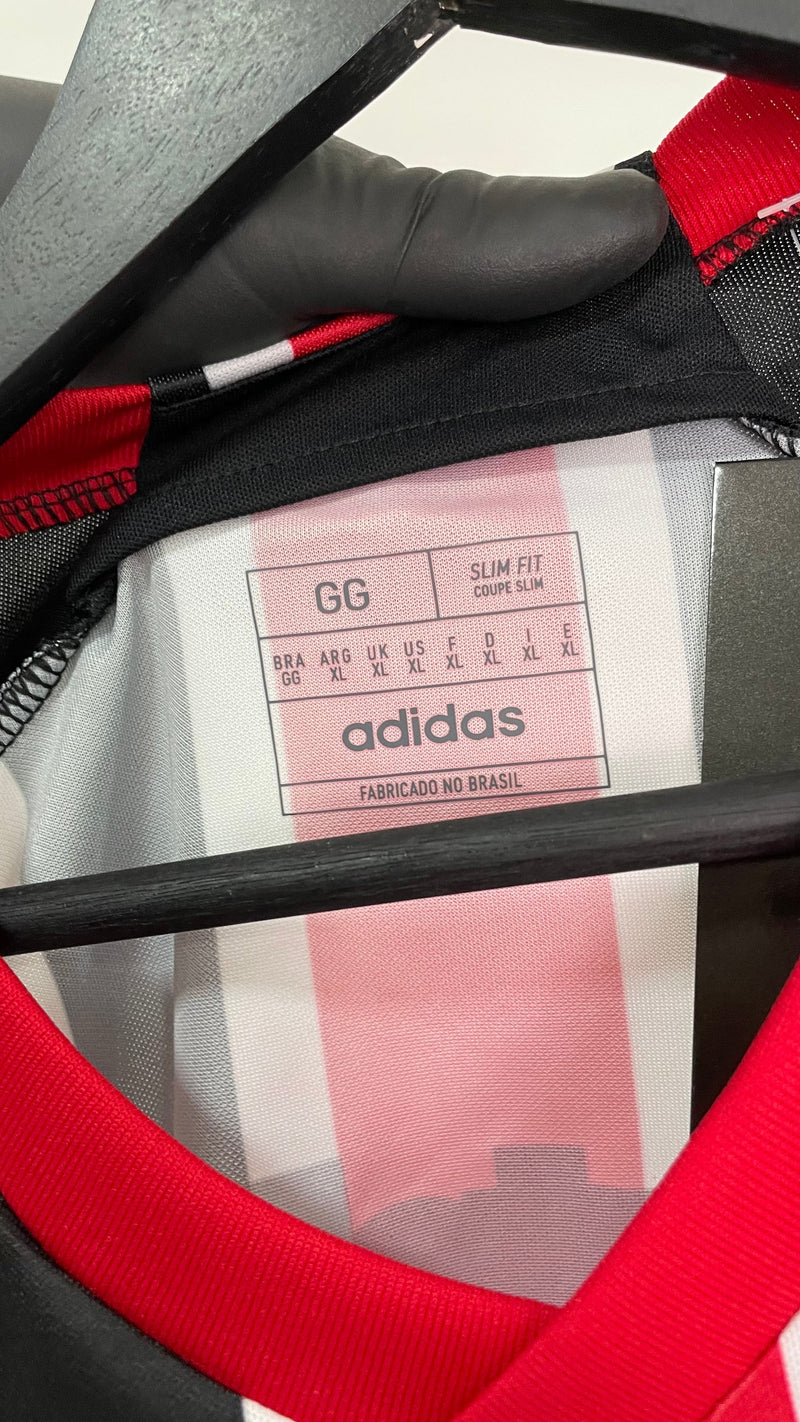 GG
SLIM FIT
COUPE SLIM
BRA ARG UK US F D I E
GG XL XL XL XL XL XL XL
adidas
FABRICADO NO BRASIL